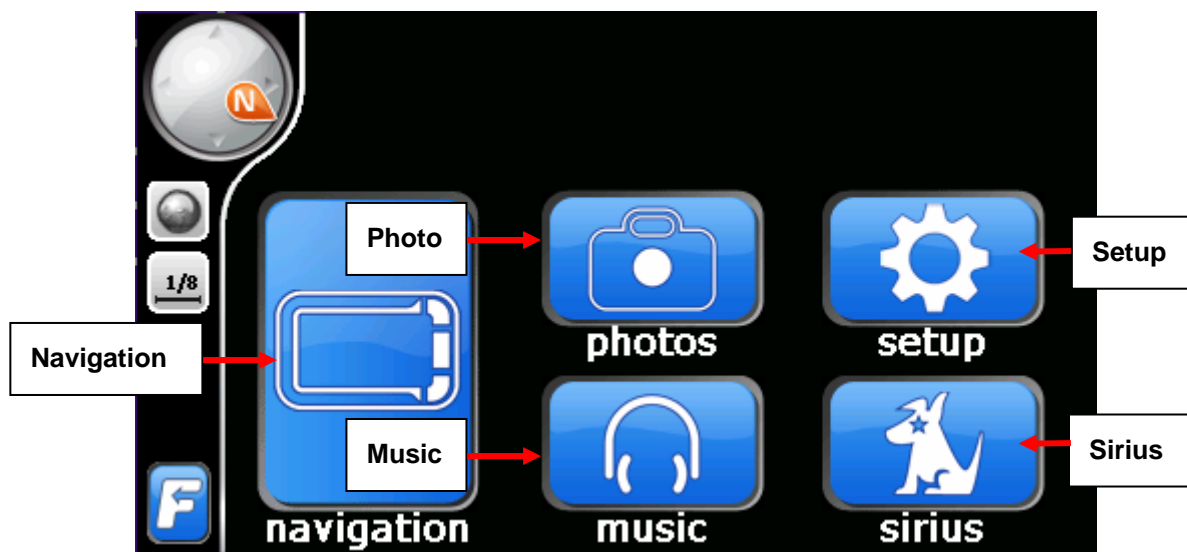 N
Photo
Setup
1/8
photos
setup
Navigation
Music
Sirius
F
navigation
music
sirius